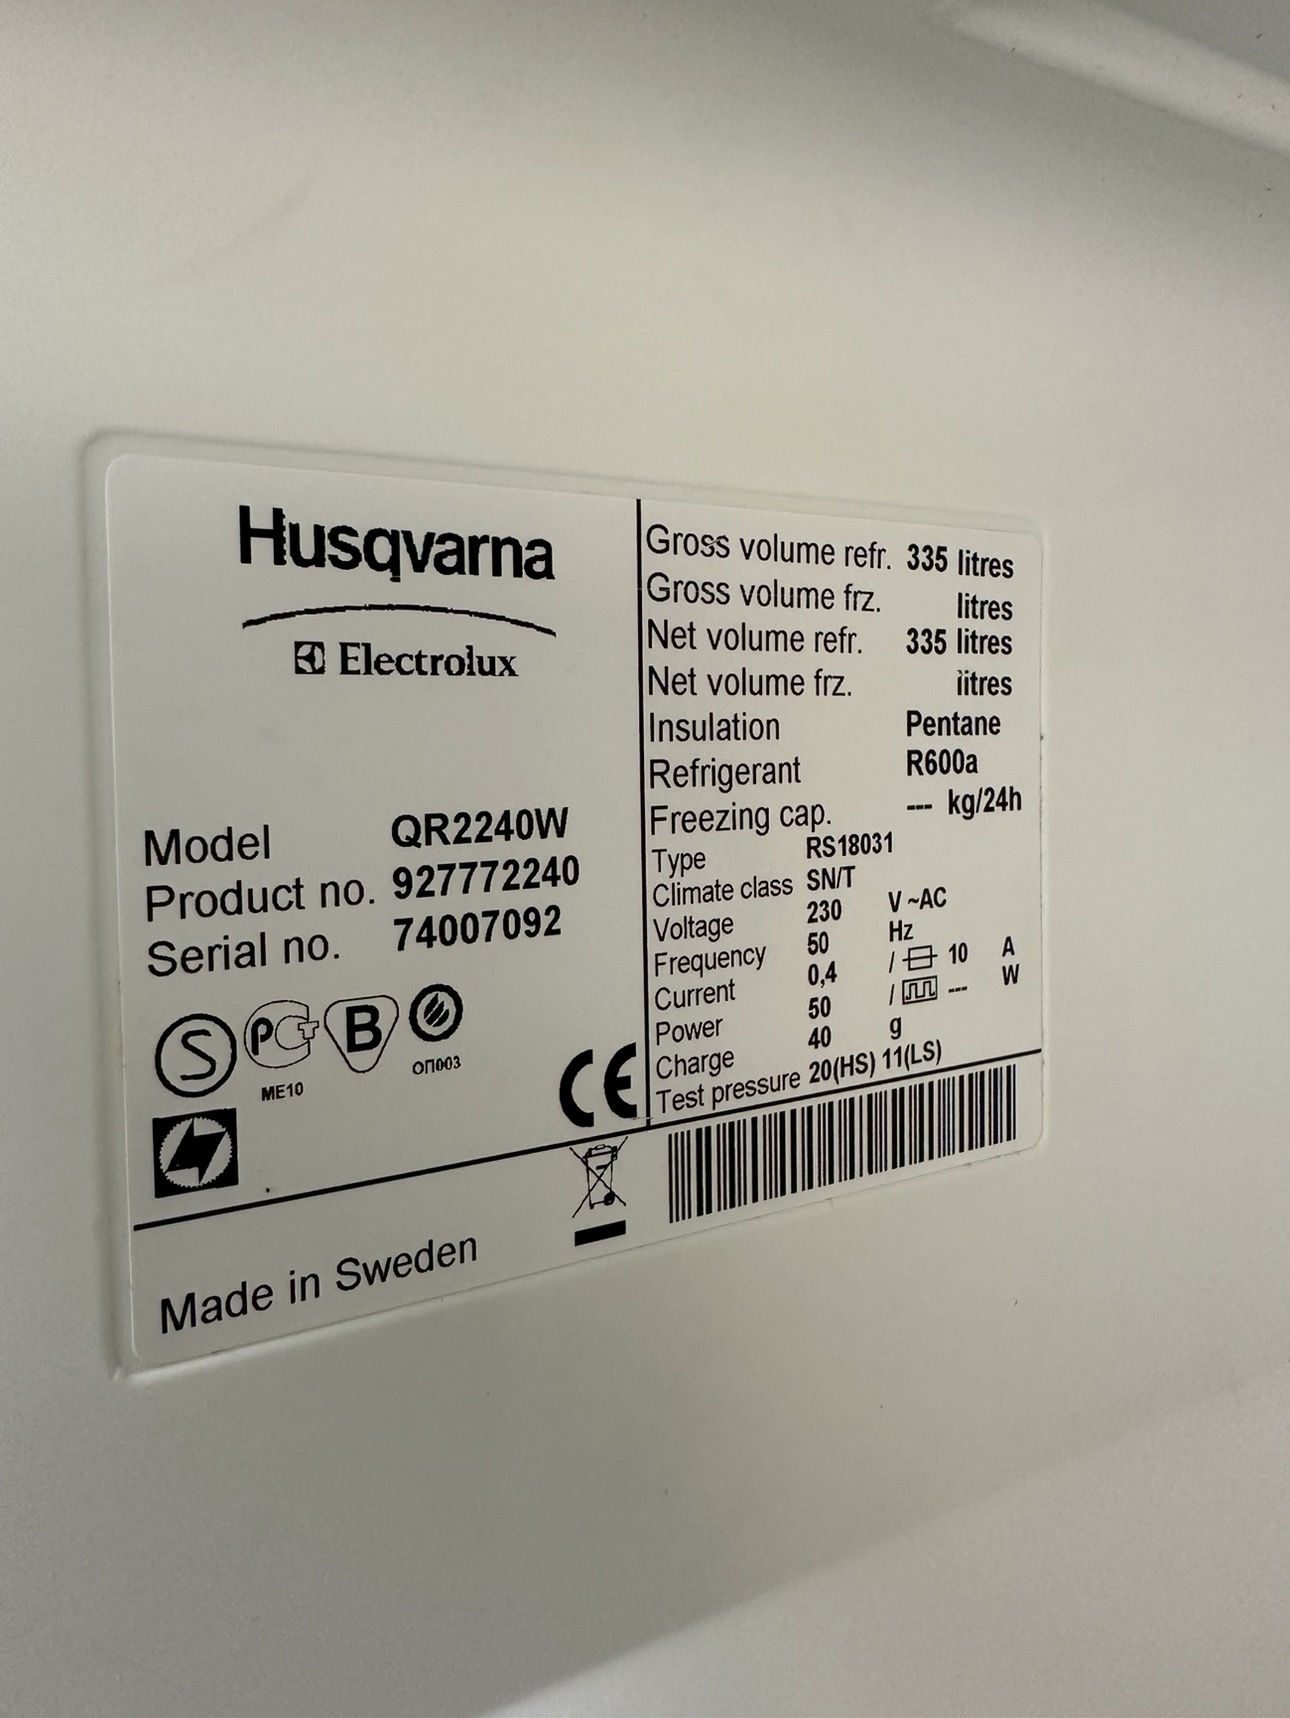 Husqvarna
Electrolux
Model QR2240W
Product no. 927772240
Serial no. 74007092
S
PCT
B
ME10
ОП003
CE
Made in Sweden
Gross volume refr. 335 litres
Gross volume frz. litres
Net volume refr. 335 litres
Net volume frz. litres
Insulation Pentane
Refrigerant R600a
Freezing cap. --- kg/24h
Type RS18031
Climate class SN/T
Voltage 230 V ~AC
Frequency 50 Hz
Current 0,4 / 10 A
Power 50 / --- W
Charge 40 g
Test pressure 20(HS) 11(LS)